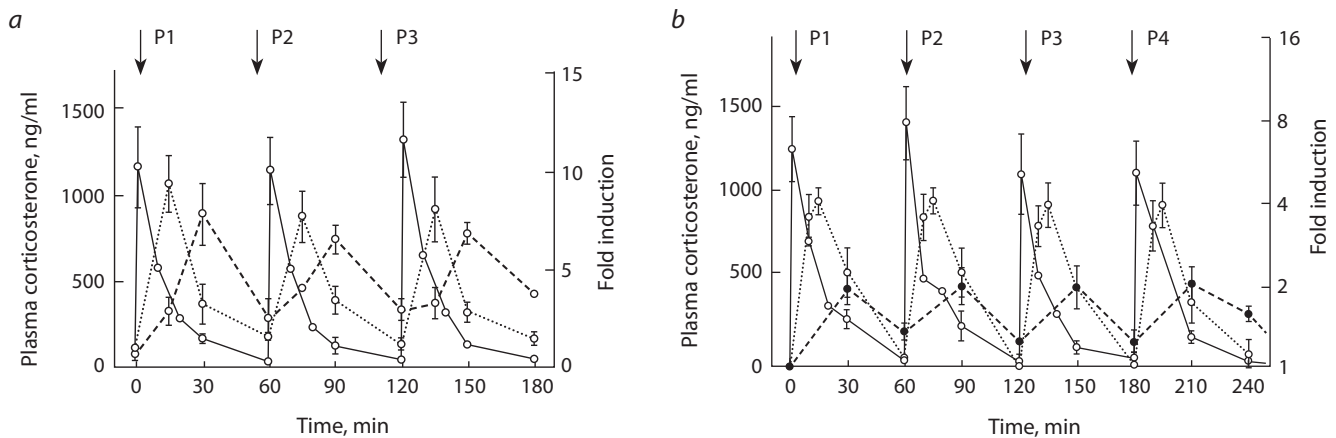 a
P1 P2 P3
Plasma corticosterone, ng/ml
1500
1000
500
0
15
10
5
0
Fold induction
0 30 60 90 120 150 180
Time, min
b
P1 P2 P3 P4
Plasma corticosterone, ng/ml
1500
1000
500
0
16
8
4
2
1
Fold induction
0 30 60 90 120 150 180 210 240
Time, min